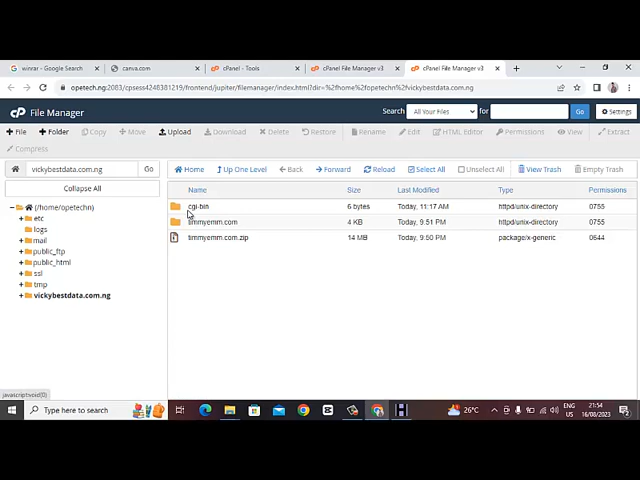 winrar - Google Search
canva.com
cPanel - Tools
cPanel File Manager v3
cPanel File Manager v3
opetech.ng:2083/cpsess4248381219/frontend/jupiter/filemanager/index.html?dir=%2fhome%2fopetechn%2fvickybestdata.com.ng
File Manager
Search All Your Files for Go Settings
File Folder Copy Move Upload Download Delete Restore Rename Edit HTML Editor Permissions View Extract
Compress
vickybestdata.com.ng Go
Home Up One Level Back Forward Reload Select All Unselect All View Trash Empty Trash
Collapse All
Name Size Last Modified Type Permissions
(/home/opetechn)
etc
logs
mail
public_ftp
public_html
ssl
tmp
vickybestdata.com.ng
cgi-bin 6 bytes Today, 11:17 AM httpd/unix-directory 0755
timmyemm.com 4 KB Today, 9:51 PM httpd/unix-directory 0755
timmyemm.com.zip 14 MB Today, 9:50 PM package/x-generic 0644
javascript:void(0)
Type here to search
26°C
ENG
US
21:54
16/08/2023